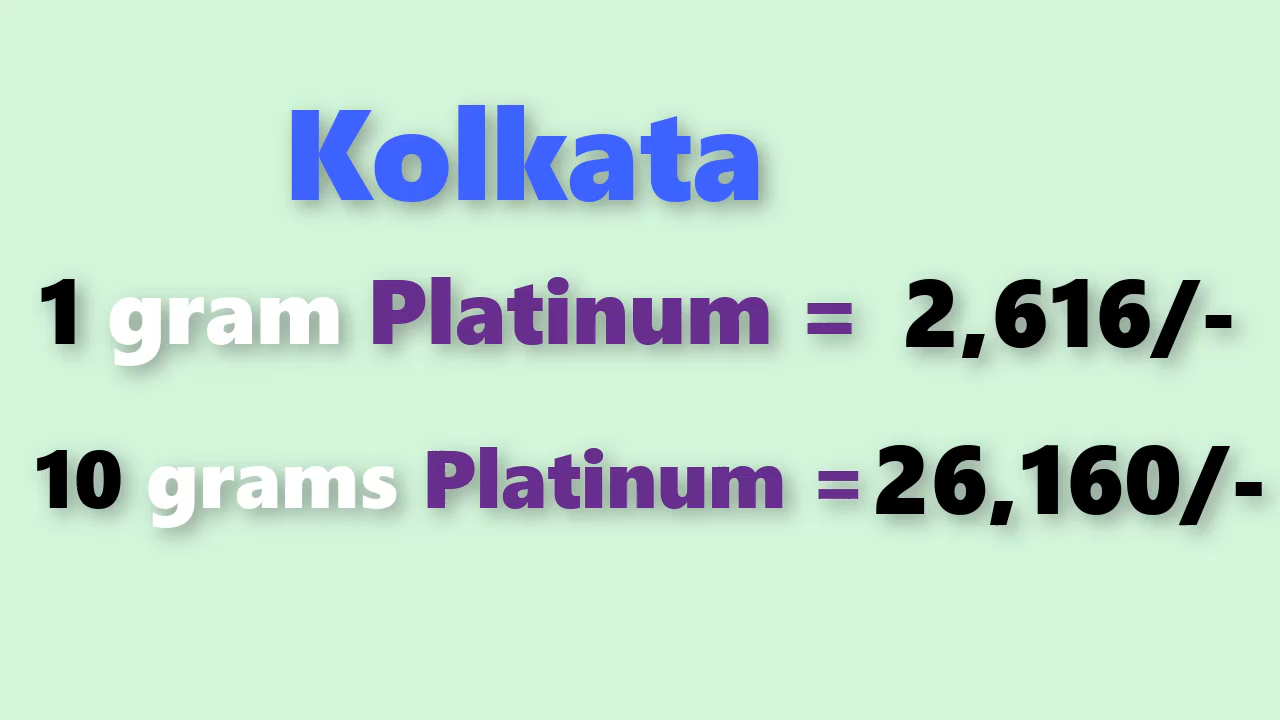 Kolkata
1 gram Platinum = 2,616/-
10 grams Platinum = 26,160/-